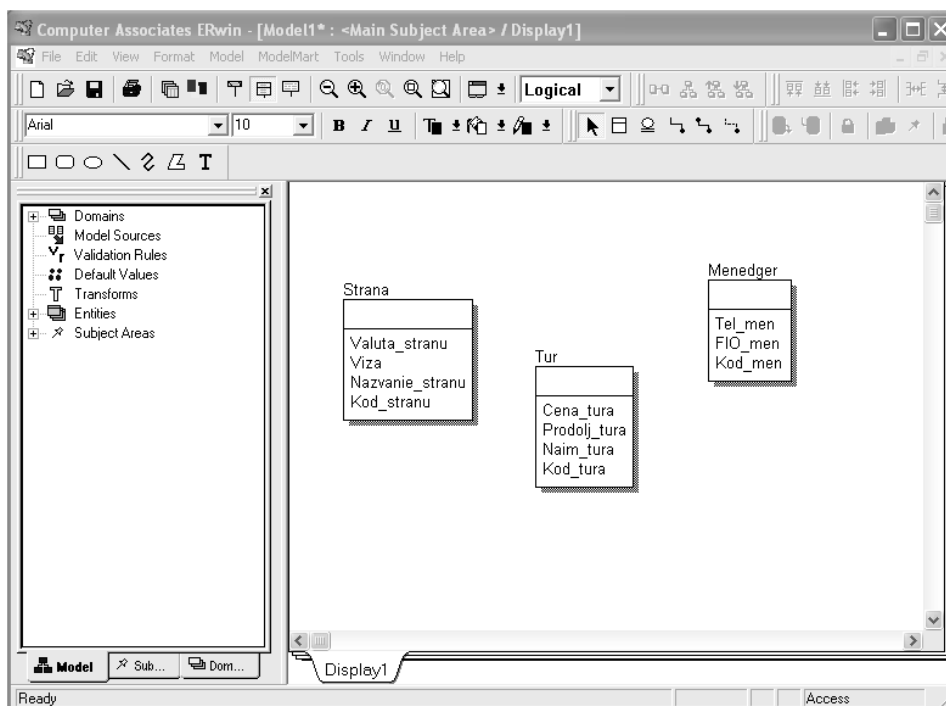 Computer Associates ERwin - [Model1* : <Main Subject Area> / Display1]
File Edit View Format Model ModelMart Tools Window Help
Logical
Arial 10 B I U
T
Domains
Model Sources
Validation Rules
Default Values
Transforms
Entities
Subject Areas
Strana
Valuta_stranu
Viza
Nazvanie_stranu
Kod_stranu
Tur
Cena_tura
Prodolj_tura
Naim_tura
Kod_tura
Menedger
Tel_men
FIO_men
Kod_men
Model Sub... Dom...
Display1
Ready Access